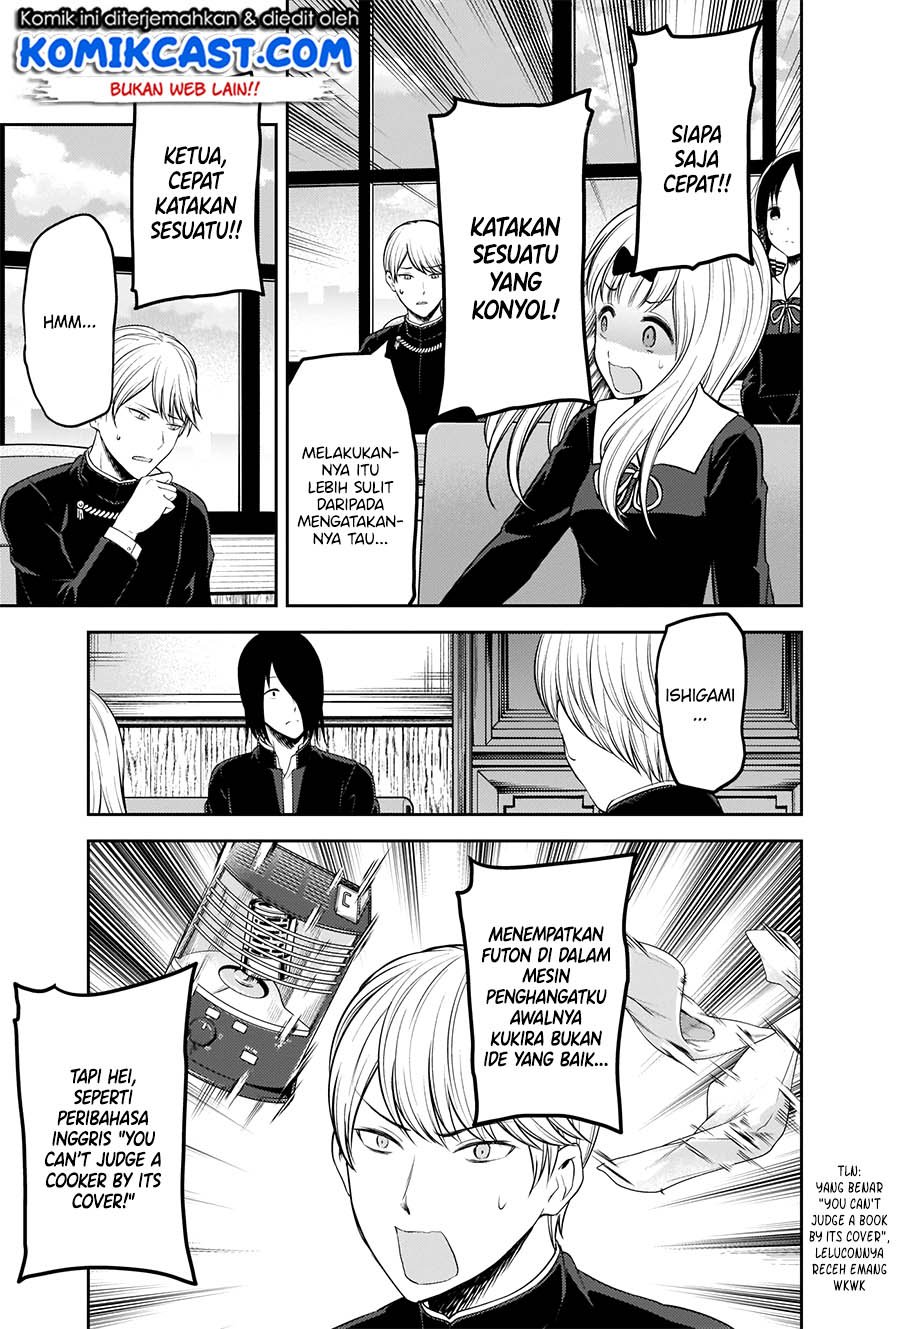 Komik ini diterjemahkan & diedit oleh
KOMIKCAST.COM
BUKAN WEB LAIN!!
SIAPA
SAJA
CEPAT!!
KATAKAN
SESUATU
YANG
KONYOL!
MELAKUKAN-
NYA ITU
LEBIH SULIT
DARIPADA
MENGATAKAN-
NYA TAU...
KETUA,
CEPAT
KATAKAN
SESUATU!!
HMM...
ISHIGAMI
...
MENEMPATKAN
FUTON DI DALAM
MESIN
PENGHANGATKU
AWALNYA
KUKIRA BUKAN
IDE YANG BAIK...
TAPI HEI,
SEPERTI
PERIBAHASA
INGGRIS "YOU
CAN'T JUDGE A
COOKER BY ITS
COVER!"
C
TLN:
YANG BENAR
"YOU CAN'T
JUDGE A BOOK
BY ITS COVER",
LELUCONNYA
RECEH EMANG
WKWK